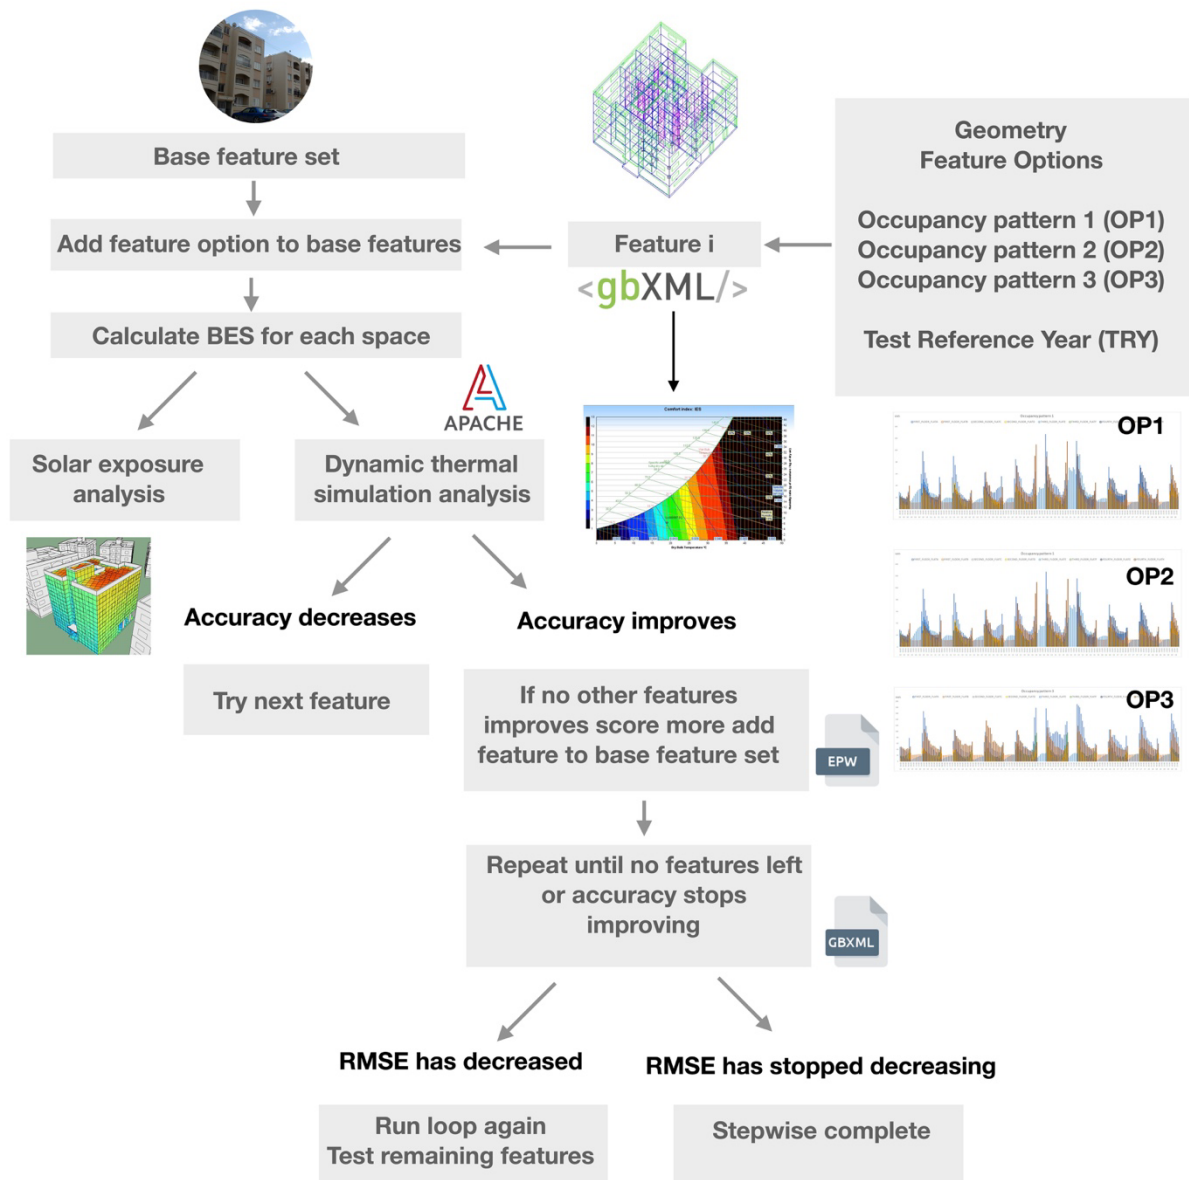 Base feature set
Add feature option to base features
Feature i
<gbXML/>
Geometry
Feature Options
Occupancy pattern 1 (OP1)
Occupancy pattern 2 (OP2)
Occupancy pattern 3 (OP3)
Test Reference Year (TRY)
Calculate BES for each space
APACHE
Solar exposure
analysis
Dynamic thermal
simulation analysis
OP1
OP2
OP3
Accuracy decreases
Accuracy improves
Try next feature
If no other features
improves score more add
feature to base feature set
EPW
Repeat until no features left
or accuracy stops
improving
GBXML
RMSE has decreased
RMSE has stopped decreasing
Run loop again
Test remaining features
Stepwise complete